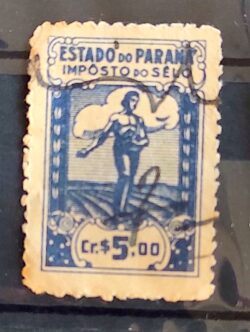 ESTADO DO PARANÁ
IMPÔSTO DO SÊLO
Cr.$5,00